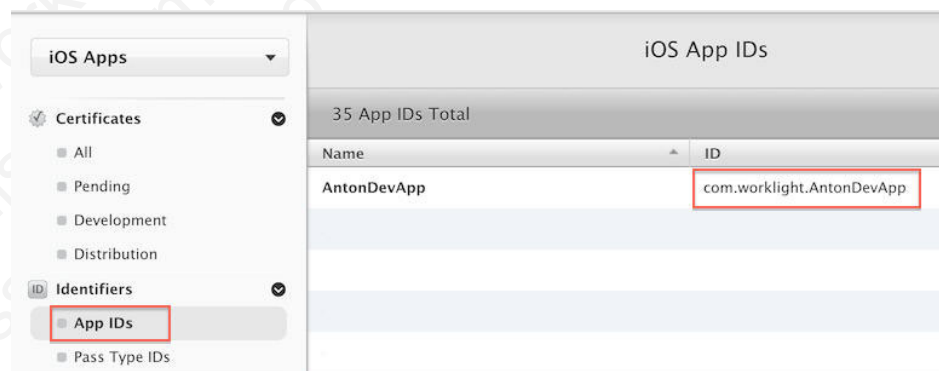 iOS Apps
iOS App IDs
35 App IDs Total
Certificates
All
Pending
Development
Distribution
ID Identifiers
App IDs
Pass Type IDs
Name
ID
AntonDevApp
com.worklight.AntonDevApp